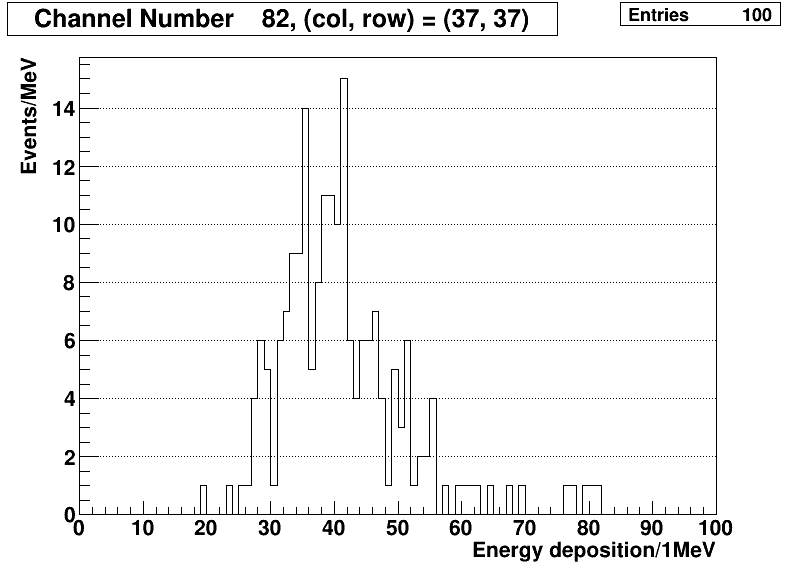 Channel Number 82, (col, row) = (37, 37)
Entries 100
Events/MeV
14
12
10
8
6
4
2
0
0 10 20 30 40 50 60 70 80 90 100
Energy deposition/1MeV